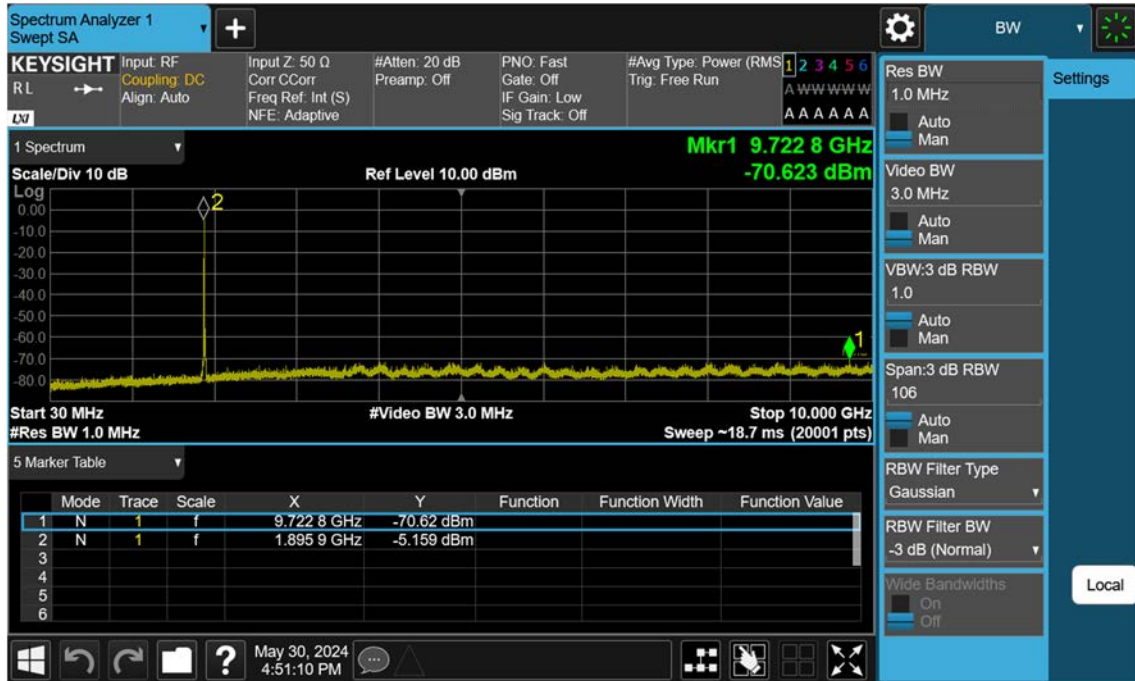 Spectrum Analyzer 1
Swept SA
+
BW
KEYSIGHT
RL
LXI
Input: RF
Coupling: DC
Align: Auto
Input Z: 50 Ω
Corr CCorr
Freq Ref: Int (S)
NFE: Adaptive
#Atten: 20 dB
Preamp: Off
PNO: Fast
Gate: Off
IF Gain: Low
Sig Track: Off
#Avg Type: Power (RMS
Trig: Free Run
1 2 3 4 5 6
A W W W W W
A A A A A A
1 Spectrum
Mkr1 9.722 8 GHz
-70.623 dBm
Scale/Div 10 dB
Ref Level 10.00 dBm
Log
0.00
-10.0
-20.0
-30.0
-40.0
-50.0
-60.0
-70.0
-80.0
2
1
Start 30 MHz
#Video BW 3.0 MHz
Stop 10.000 GHz
#Res BW 1.0 MHz
Sweep ~18.7 ms (20001 pts)
5 Marker Table
Mode Trace Scale X Y Function Function Width Function Value
1 N 1 f 9.722 8 GHz -70.62 dBm
2 N 1 f 1.895 9 GHz -5.159 dBm
3
4
5
6
Res BW
1.0 MHz
Auto
Man
Video BW
3.0 MHz
Auto
Man
VBW:3 dB RBW
1.0
Auto
Man
Span:3 dB RBW
106
Auto
Man
RBW Filter Type
Gaussian
RBW Filter BW
-3 dB (Normal)
Wide Bandwidths
On
Off
Settings
Local
?
May 30, 2024
4:51:10 PM